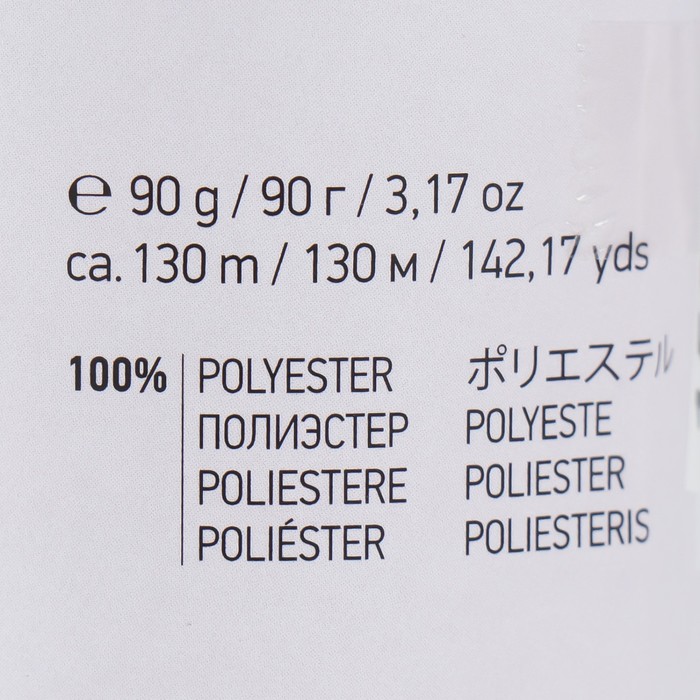 ℮ 90 g / 90 г / 3,17 oz
ca. 130 m / 130 м / 142,17 yds
100% POLYESTER ポリエステル
ПОЛИЭСТЕР POLYESTE
POLIESTERE POLIESTER
POLIÉSTER POLIESTERIS